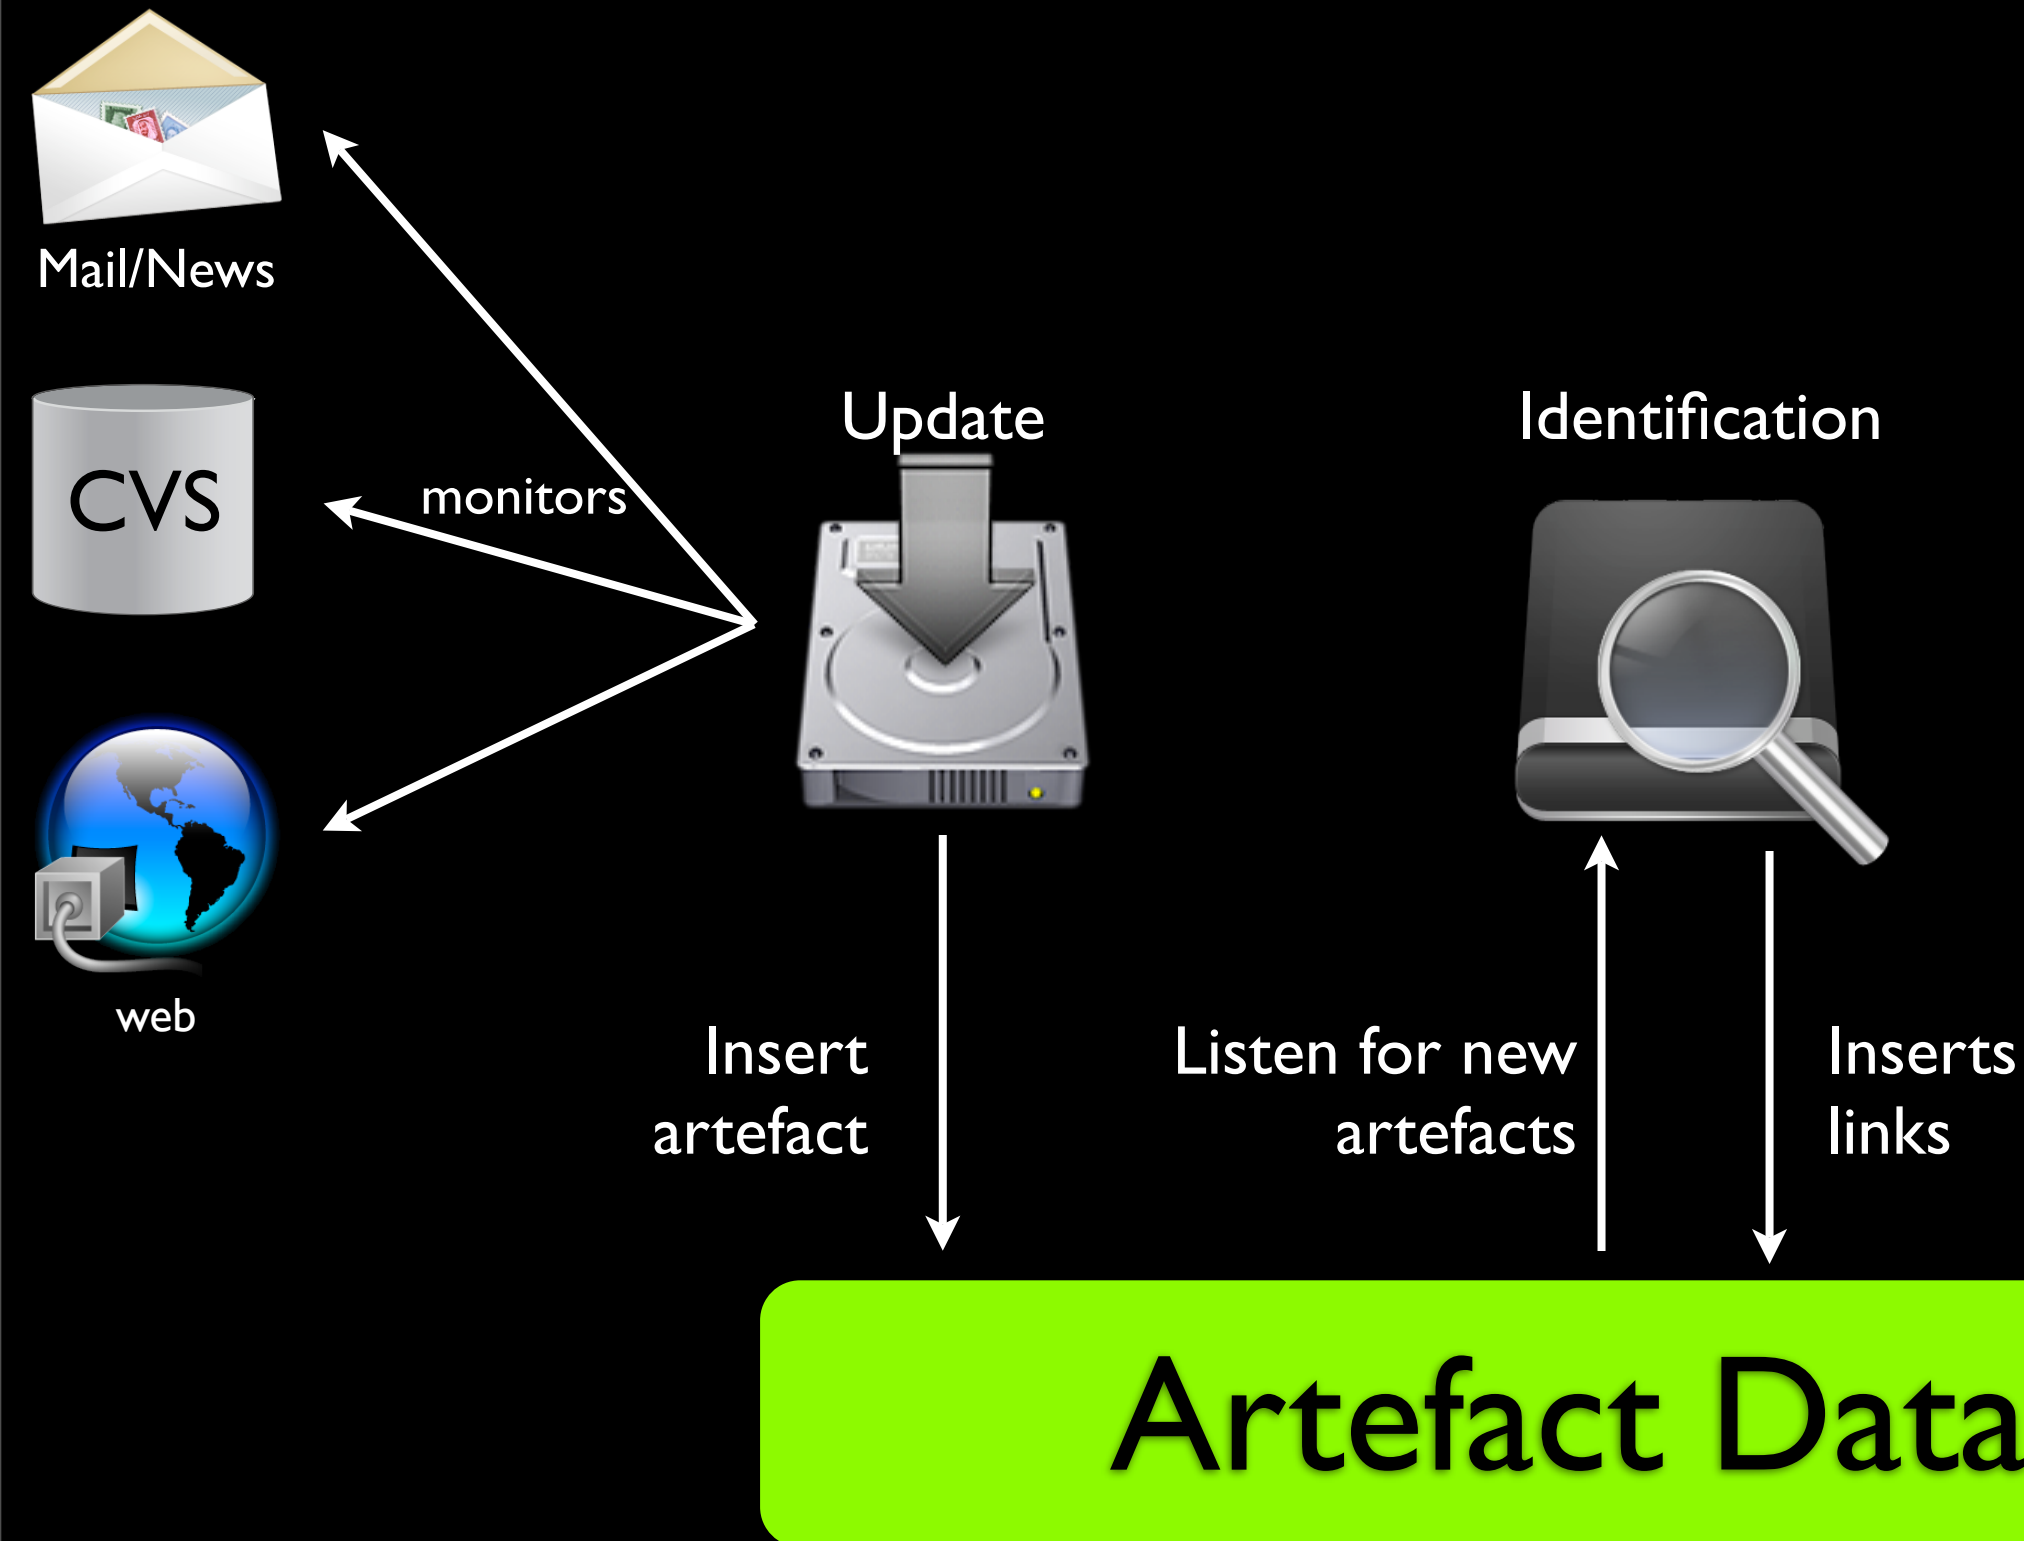 Mail/News
CVS
monitors
web
Update
Identification
Insert
artefact
Listen for new
artefacts
Inserts
links
Artefact Data